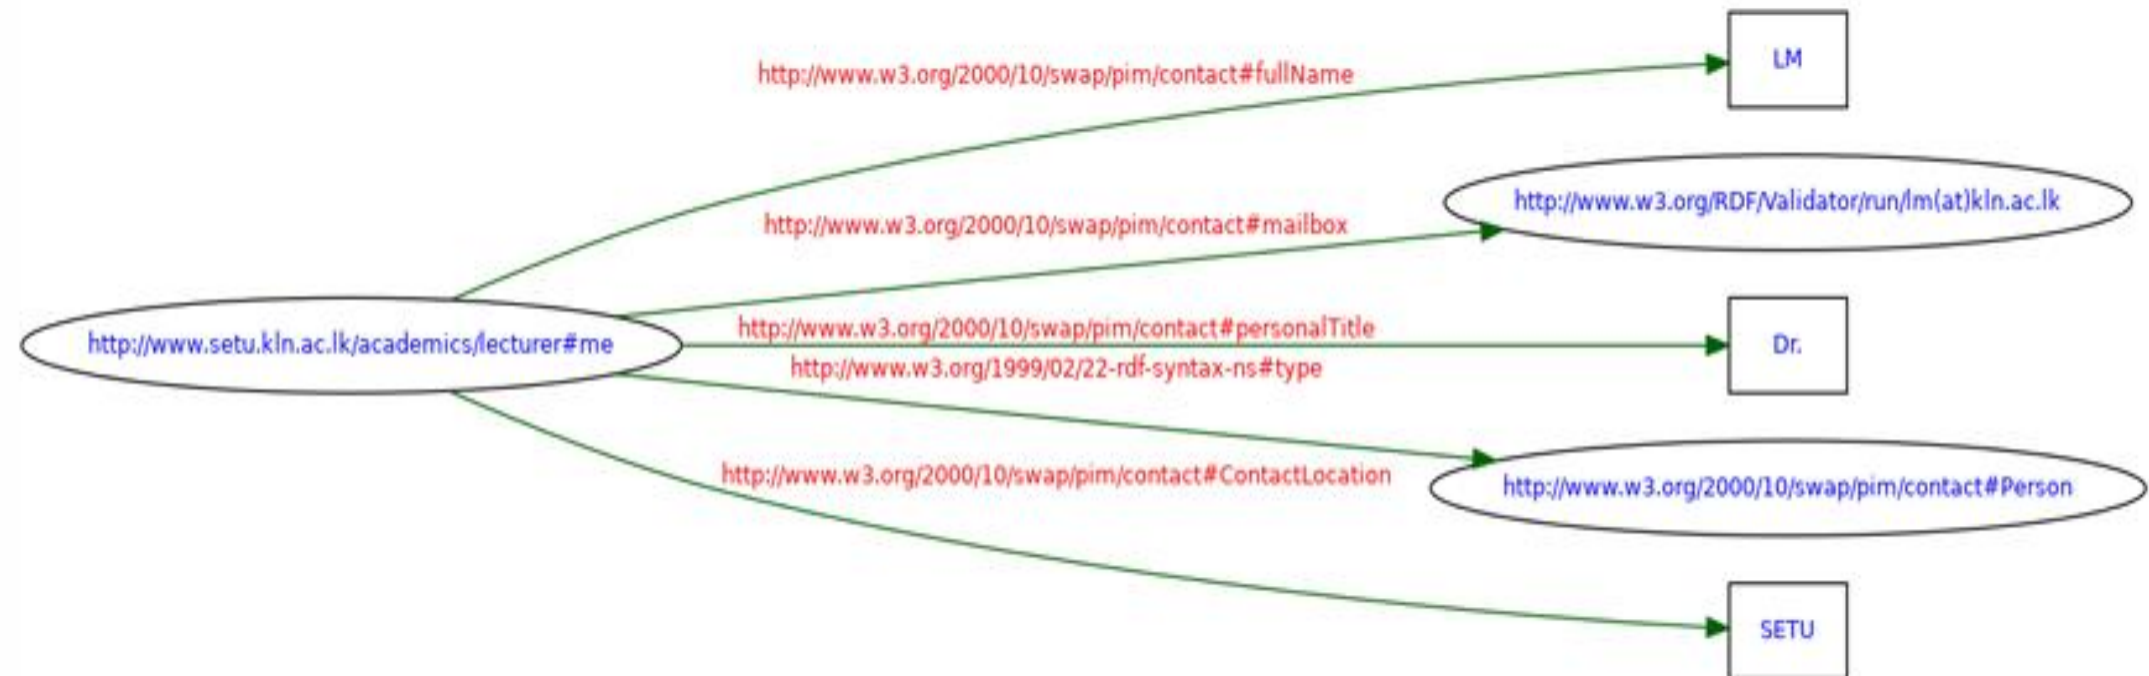 LM
http://www.w3.org/2000/10/swap/pim/contact#fullName
http://www.w3.org/RDF/Validator/run/lm(at)kln.ac.lk
http://www.w3.org/2000/10/swap/pim/contact#mailbox
http://www.w3.org/2000/10/swap/pim/contact#personalTitle
http://www.setu.kln.ac.lk/academics/lecturer#me
Dr.
http://www.w3.org/1999/02/22-rdf-syntax-ns#type
http://www.w3.org/2000/10/swap/pim/contact#ContactLocation
http://www.w3.org/2000/10/swap/pim/contact#Person
SETU